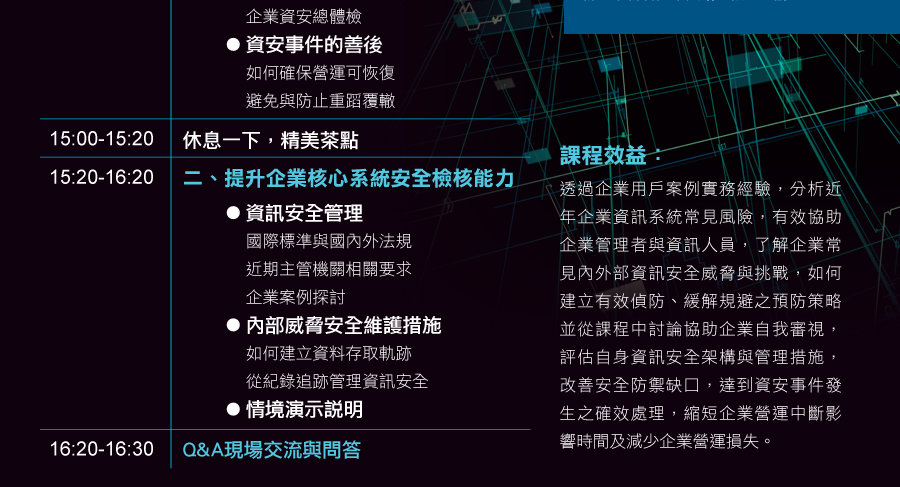 企業資安總體檢
● 資安事件的善後
如何確保營運可恢復
避免與防止重蹈覆轍
15:00-15:20 休息一下，精美茶點
15:20-16:20 二、提升企業核心系統安全檢核能力
● 資訊安全管理
國際標準與國內外法規
近期主管機關相關要求
企業案例探討
● 內部威脅安全維護措施
如何建立資料存取軌跡
從紀錄追跡管理資訊安全
● 情境演示説明
16:20-16:30 Q&A現場交流與問答
課程效益：
透過企業用戶案例實務經驗，分析近
年企業資訊系統常見風險，有效協助
企業管理者與資訊人員，了解企業常
見內外部資訊安全威脅與挑戰，如何
建立有效偵防、緩解規避之預防策略
並從課程中討論協助企業自我審視，
評估自身資訊安全架構與管理措施，
改善安全防禦缺口，達到資安事件發
生之確效處理，縮短企業營運中斷影
響時間及減少企業營運損失。